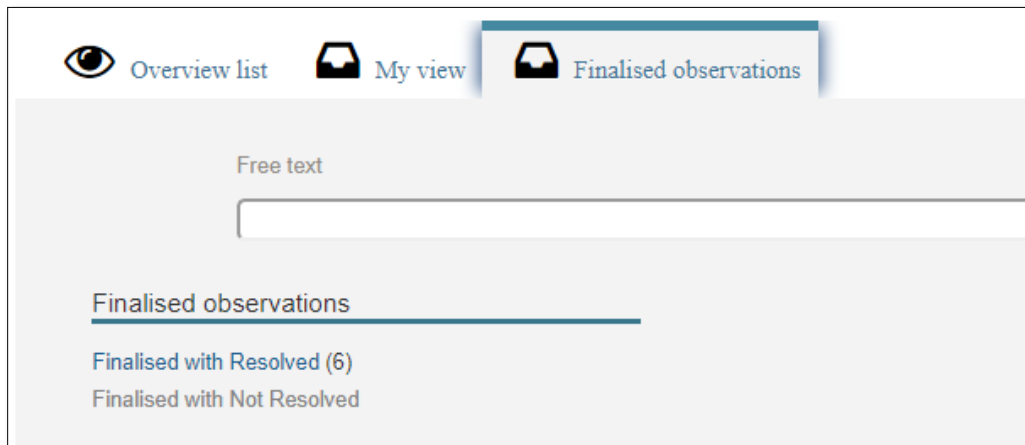 Overview list My view Finalised observations
Free text
Finalised observations
Finalised with Resolved (6)
Finalised with Not Resolved